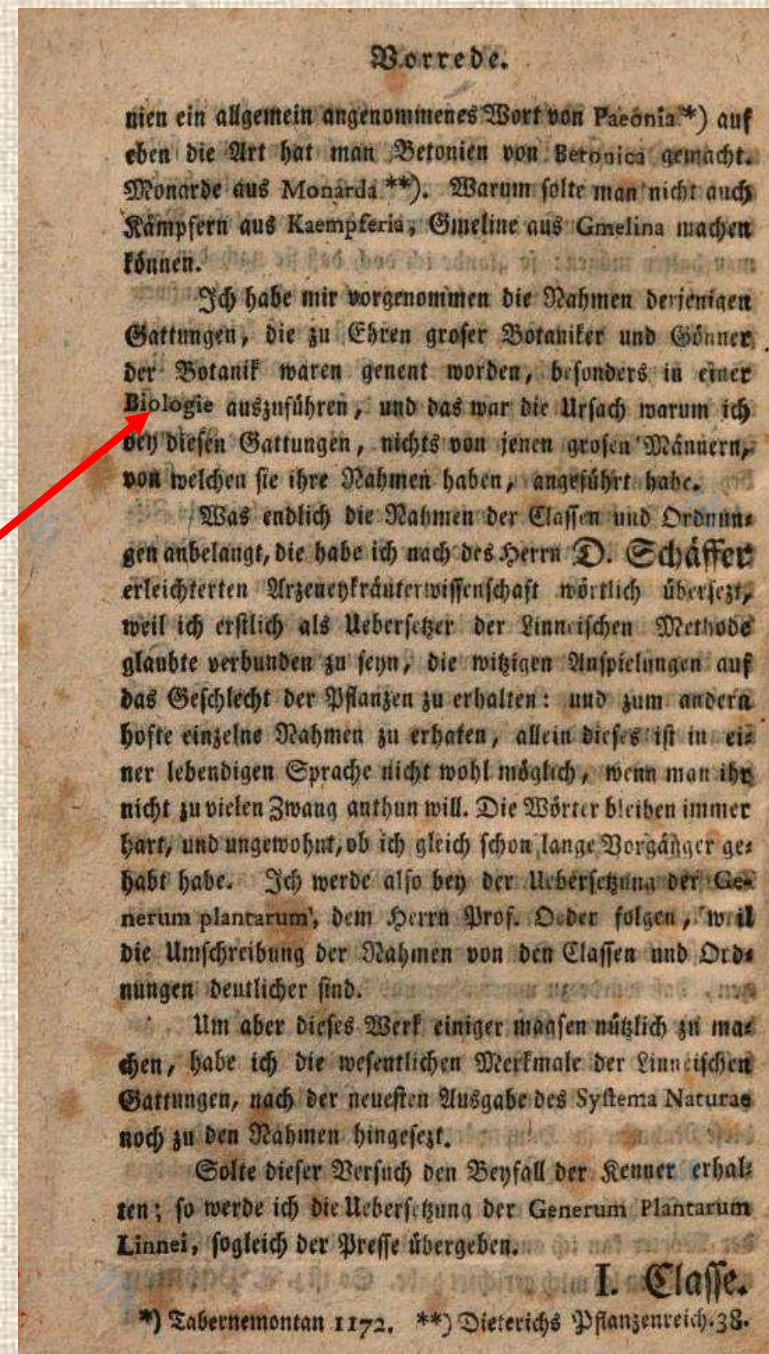 Vorrede.
nien ein allgemein angenommenes Wort von Paeonia *) auf
eben die Art hat man Betonien von Betonica gemacht.
Monarde aus Monarda **). Warum solte man nicht auch
Kämpfern aus Kaempferia, Gmeline aus Gmelina machen
können.
Ich habe mir vorgenommen die Nahmen derjenigen
Gattungen, die zu Ehren groser Botaniker und Gönner
der Botanik waren genent worden, besonders in einer
Biologie auszuführen, und das war die Ursach warum ich
bey diesen Gattungen, nichts von jenen grosen Männern,
von welchen sie ihre Nahmen haben, angeführt habe.
Was endlich die Nahmen der Classen und Ordnun-
gen anbelangt, die habe ich nach des Herrn D. Schäffer
erleichterten Arzeneykräuterwissenschaft wörtlich übersezt,
weil ich erstlich als Uebersetzer der Linneischen Methode
glaubte verbunden zu seyn, die witzigen Anspielungen auf
das Geschlecht der Pflanzen zu erhalten: und zum andern
hofte einzelne Nahmen zu erhaten, allein dieses ist in ei-
ner lebendigen Sprache nicht wohl möglich, wenn man ihr
nicht zu vielen Zwang anthun will. Die Wörter bleiben immer
hart, und ungewohnt, ob ich gleich schon lange Vorgänger ge-
habt habe. Ich werde also bey der Uebersetzung der Ge-
nerum plantarum, dem Herrn Prof. Oeder folgen, weil
die Umschreibung der Nahmen von den Classen und Ord-
nungen deutlicher sind.
Um aber dieses Werk einiger maasen nützlich zu ma-
chen, habe ich die wesentlichen Merkmale der Linneischen
Gattungen, nach der neuesten Ausgabe des Systema Naturae
noch zu den Nahmen hingesezt.
Solte dieser Versuch den Beyfall der Kenner erhal-
ten; so werde ich die Uebersetzung der Generum Plantarum
Linnei, sogleich der Presse übergeben.
I. Classe.
*) Tabernemontan 1172. **) Dieterichs Pflanzenreich. 38.